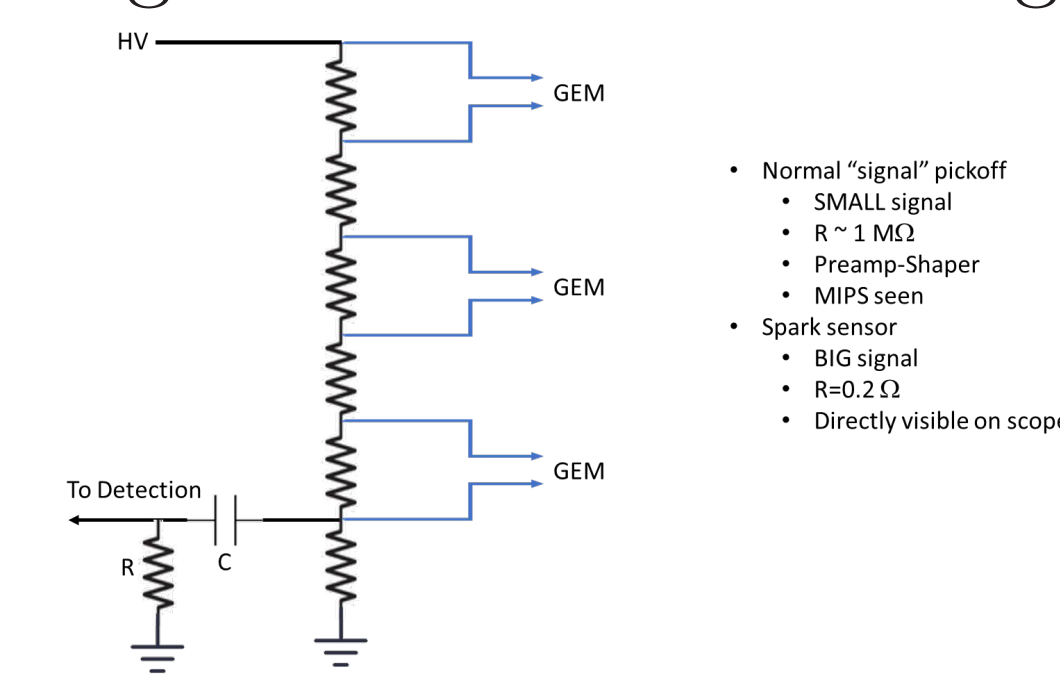 HV
GEM
GEM
GEM
To Detection
R
C
• Normal “signal” pickoff
• SMALL signal
• R ~ 1 MΩ
• Preamp-Shaper
• MIPS seen
• Spark sensor
• BIG signal
• R=0.2 Ω
• Directly visible on scope